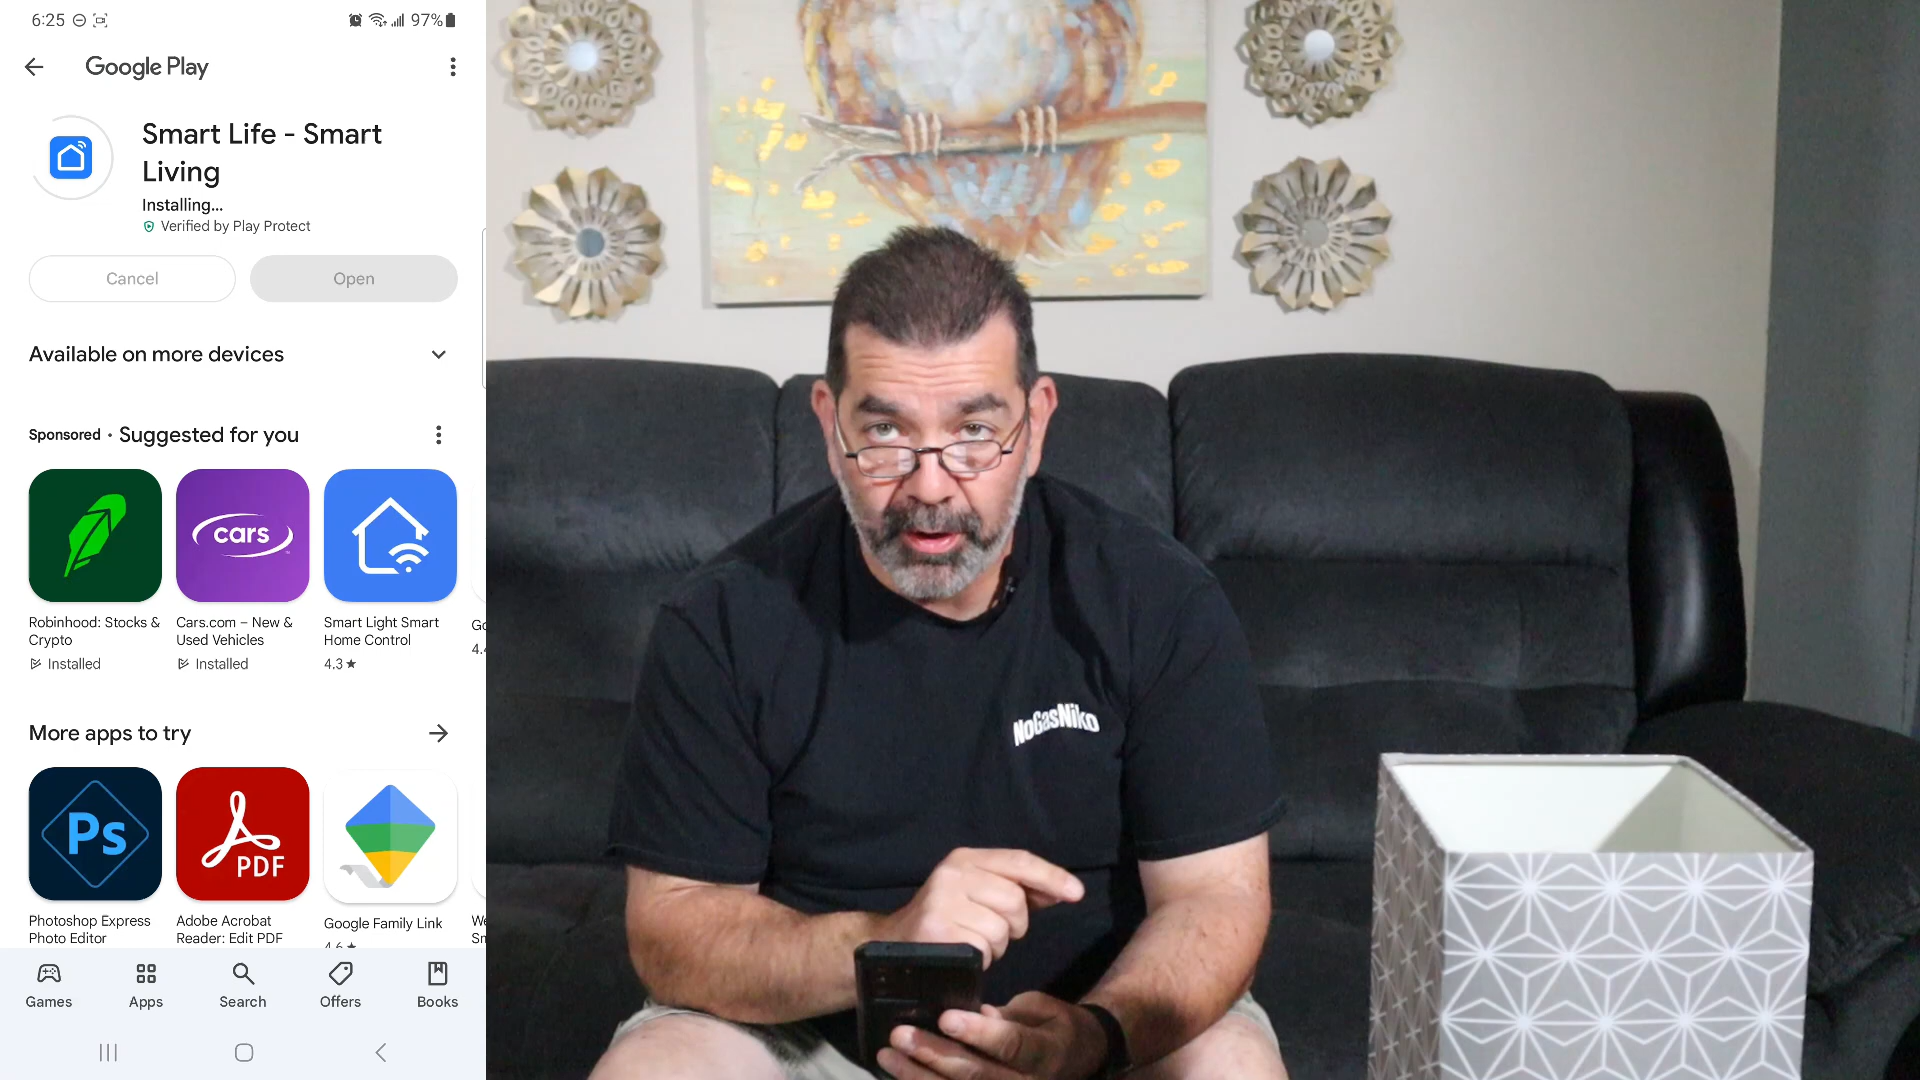 6:25
97%
Google Play
Smart Life - Smart
Living
Installing...
Verified by Play Protect
Cancel
Open
Available on more devices
Sponsored • Suggested for you
cars
Robinhood: Stocks &
Crypto
Installed
Cars.com – New &
Used Vehicles
Installed
Smart Light Smart
Home Control
4.3★
More apps to try
Ps
PDF
Photoshop Express
Photo Editor
Adobe Acrobat
Reader: Edit PDF
Google Family Link
4.6★
Games
Apps
Search
Offers
Books
NoGasNiko